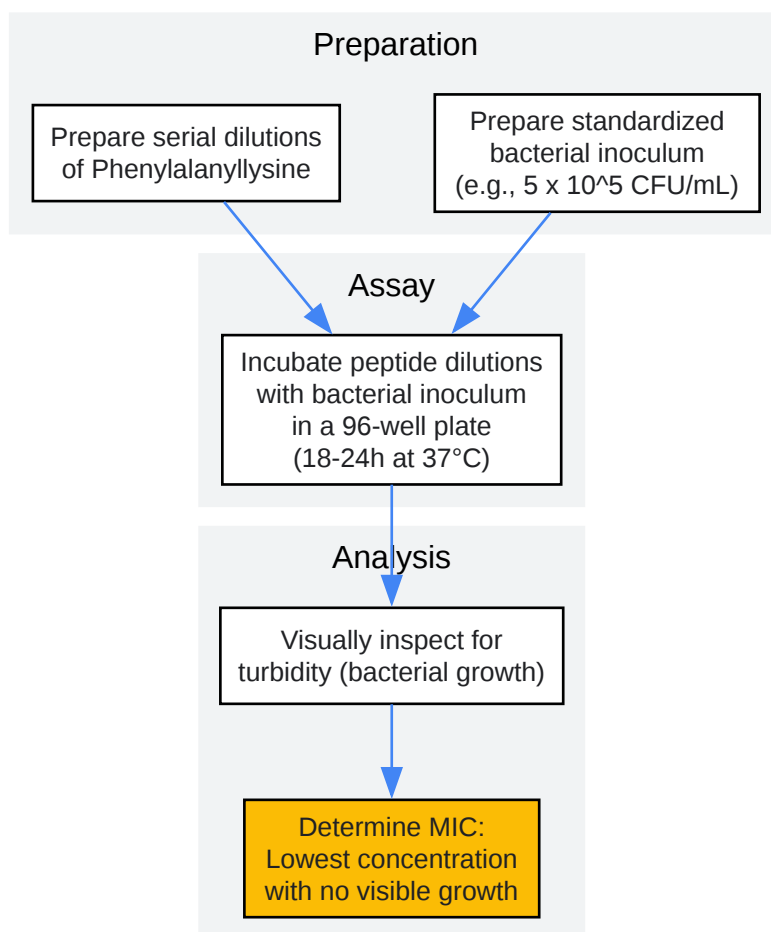 Preparation
Prepare serial dilutions
of Phenylalanyllysine
Prepare standardized
bacterial inoculum
(e.g., 5 x 10^5 CFU/mL)
Assay
Incubate peptide dilutions
with bacterial inoculum
in a 96-well plate
(18-24h at 37°C)
Analysis
Visually inspect for
turbidity (bacterial growth)
Determine MIC:
Lowest concentration
with no visible growth